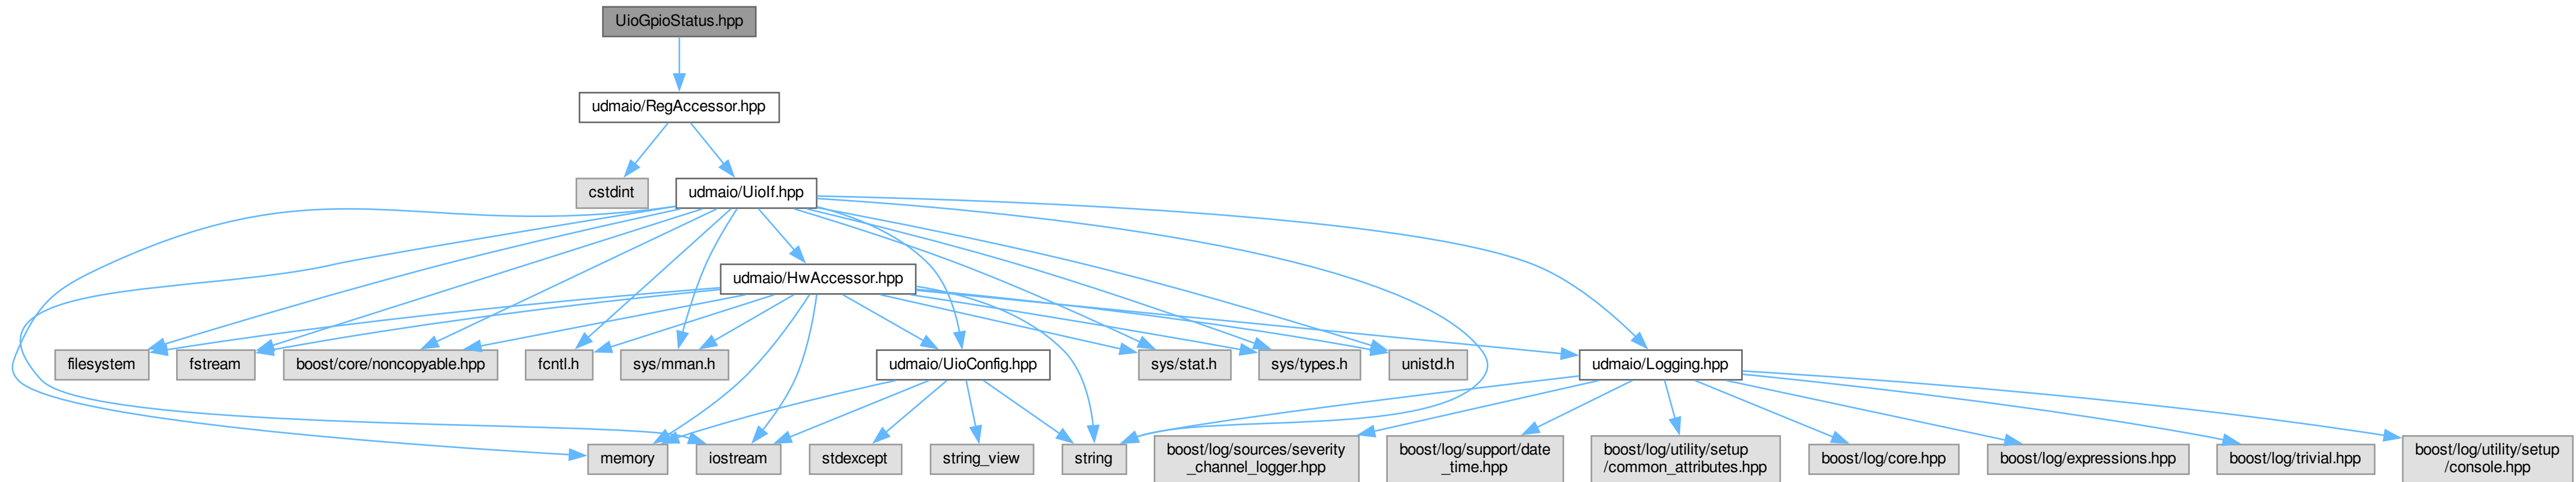 UioGpioStatus.hpp
udmaio/RegAccessor.hpp
cstdint
udmaio/UioIf.hpp
udmaio/HwAccessor.hpp
filesystem
fstream
boost/core/noncopyable.hpp
fcntl.h
sys/mman.h
udmaio/UioConfig.hpp
sys/stat.h
sys/types.h
unistd.h
udmaio/Logging.hpp
memory
iostream
stdexcept
string_view
string
boost/log/sources/severity
_channel_logger.hpp
boost/log/support/date
_time.hpp
boost/log/utility/setup
/common_attributes.hpp
boost/log/core.hpp
boost/log/expressions.hpp
boost/log/trivial.hpp
boost/log/utility/setup
/console.hpp